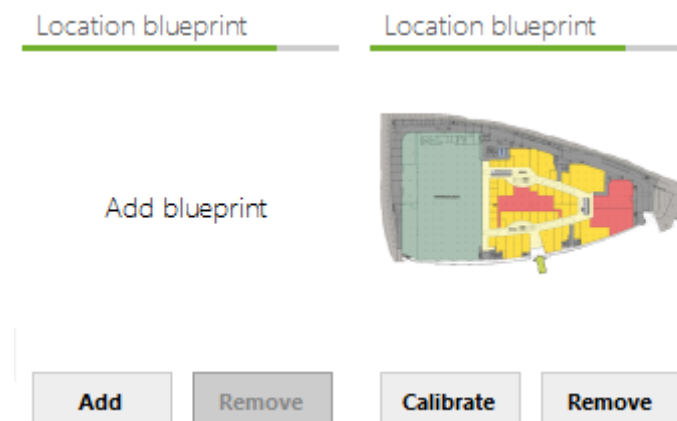 Location blueprint
Add blueprint
Add
Remove
Location blueprint
Calibrate
Remove